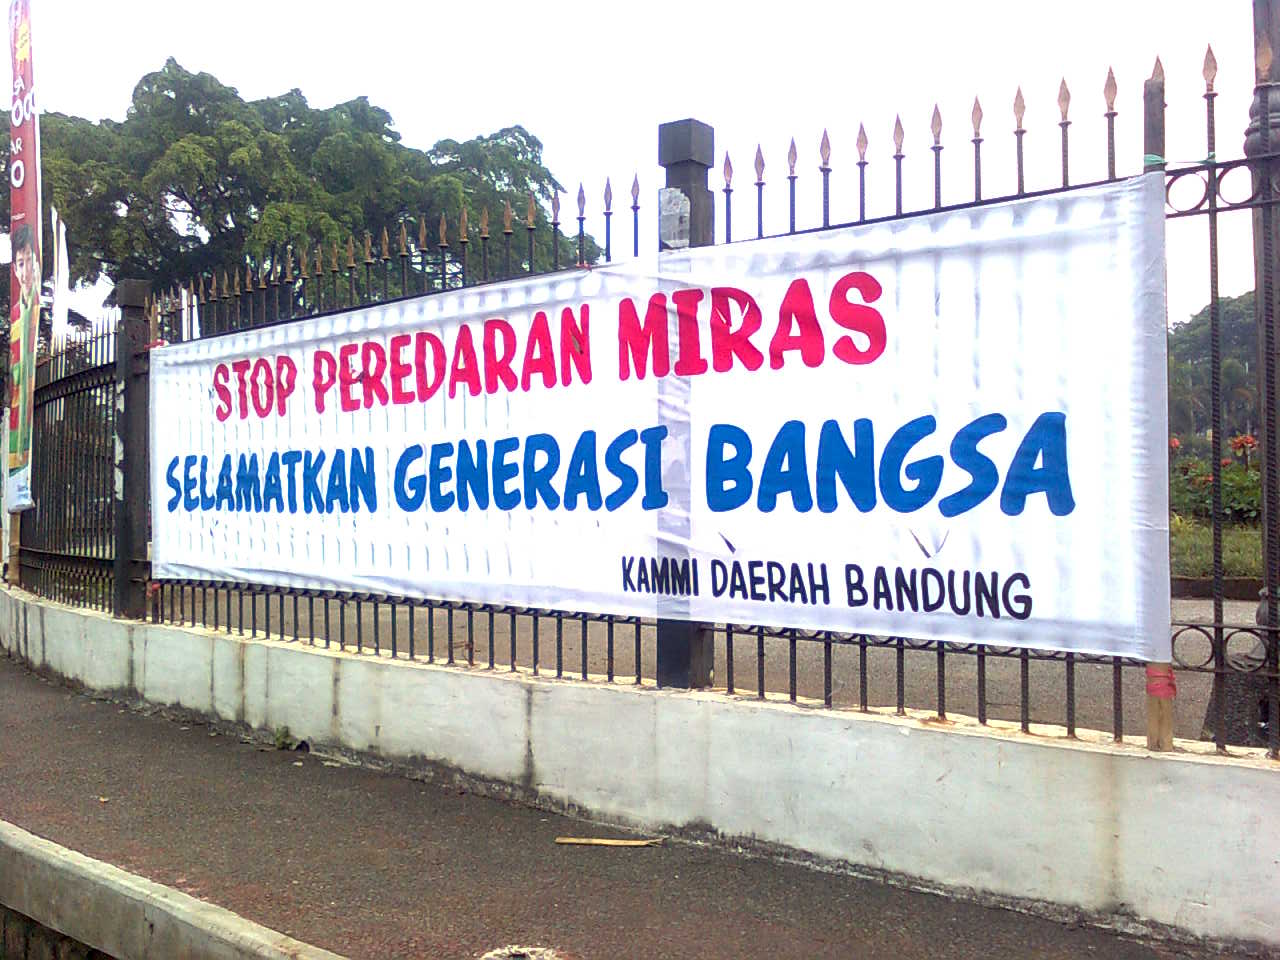 STOP PEREDARAN MIRAS
SELAMATKAN GENERASI BANGSA
KAMMI DAERAH BANDUNG